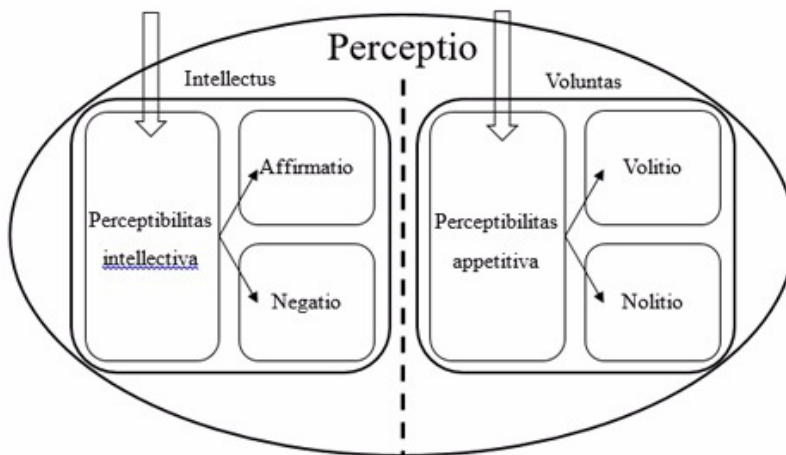 Perceptio
Intellectus
Voluntas
Perceptibilitas
intellectiva
Affirmatio
Negatio
Perceptibilitas
appetitiva
Volitio
Nolitio